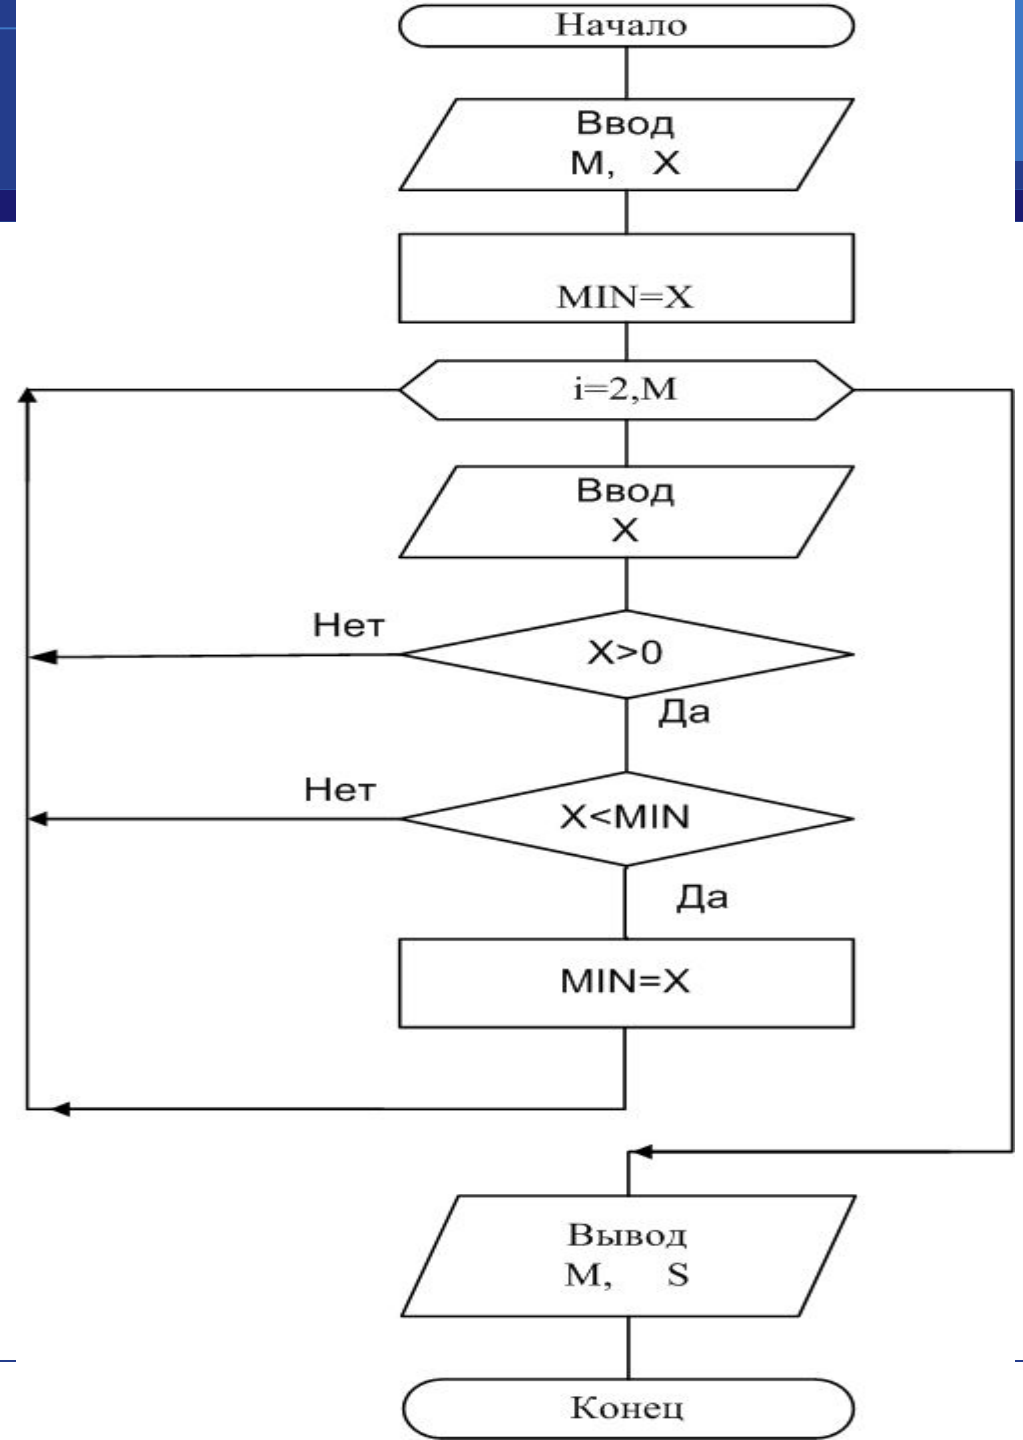 Начало
Ввод
M, X
MIN=X
i=2,M
Ввод
X
Нет
X>0
Да
Нет
X<MIN
Да
MIN=X
Вывод
M, S
Конец